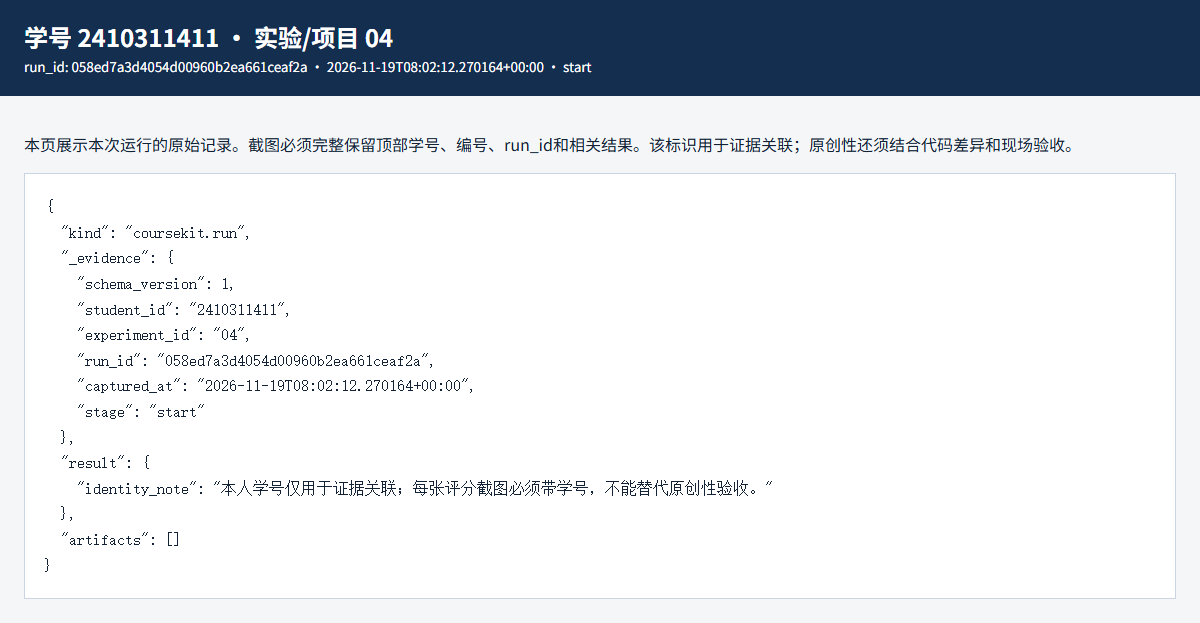 学号 2410311411 · 实验/项目 04
run_id: 058ed7a3d4054d00960b2ea661ceaf2a · 2026-11-19T08:02:12.270164+00:00 · start
本页展示本次运行的原始记录。截图必须完整保留顶部学号、编号、run_id和相关结果。该标识用于证据关联；原创性还须结合代码差异和现场验收。
{
  "kind": "coursekit.run",
  "_evidence": {
    "schema_version": 1,
    "student_id": "2410311411",
    "experiment_id": "04",
    "run_id": "058ed7a3d4054d00960b2ea661ceaf2a",
    "captured_at": "2026-11-19T08:02:12.270164+00:00",
    "stage": "start"
  },
  "result": {
    "identity_note": "本人学号仅用于证据关联；每张评分截图必须带学号，不能替代原创性验收。"
  },
  "artifacts": []
}